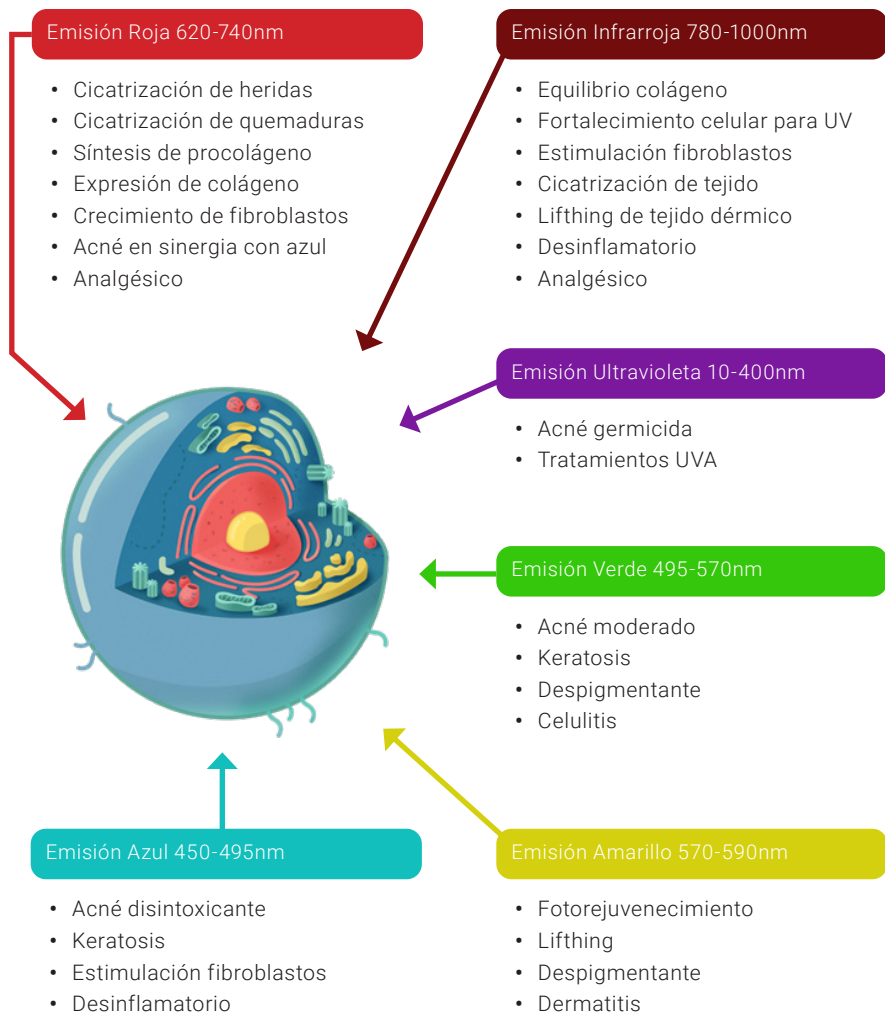 Emisión Roja 620-740nm
• Cicatrización de heridas
• Cicatrización de quemaduras
• Síntesis de procolágeno
• Expresión de colágeno
• Crecimiento de fibroblastos
• Acné en sinergia con azul
• Analgésico
Emisión Infrarroja 780-1000nm
• Equilibrio colágeno
• Fortalecimiento celular para UV
• Estimulación fibroblastos
• Cicatrización de tejido
• Lifthing de tejido dérmico
• Desinflamatorio
• Analgésico
Emisión Ultravioleta 10-400nm
• Acné germicida
• Tratamientos UVA
Emisión Verde 495-570nm
• Acné moderado
• Keratosis
• Despigmentante
• Celulitis
Emisión Azul 450-495nm
• Acné disintoxicante
• Keratosis
• Estimulación fibroblastos
• Desinflamatorio
Emisión Amarillo 570-590nm
• Fotorejuvenecimiento
• Lifthing
• Despigmentante
• Dermatitis